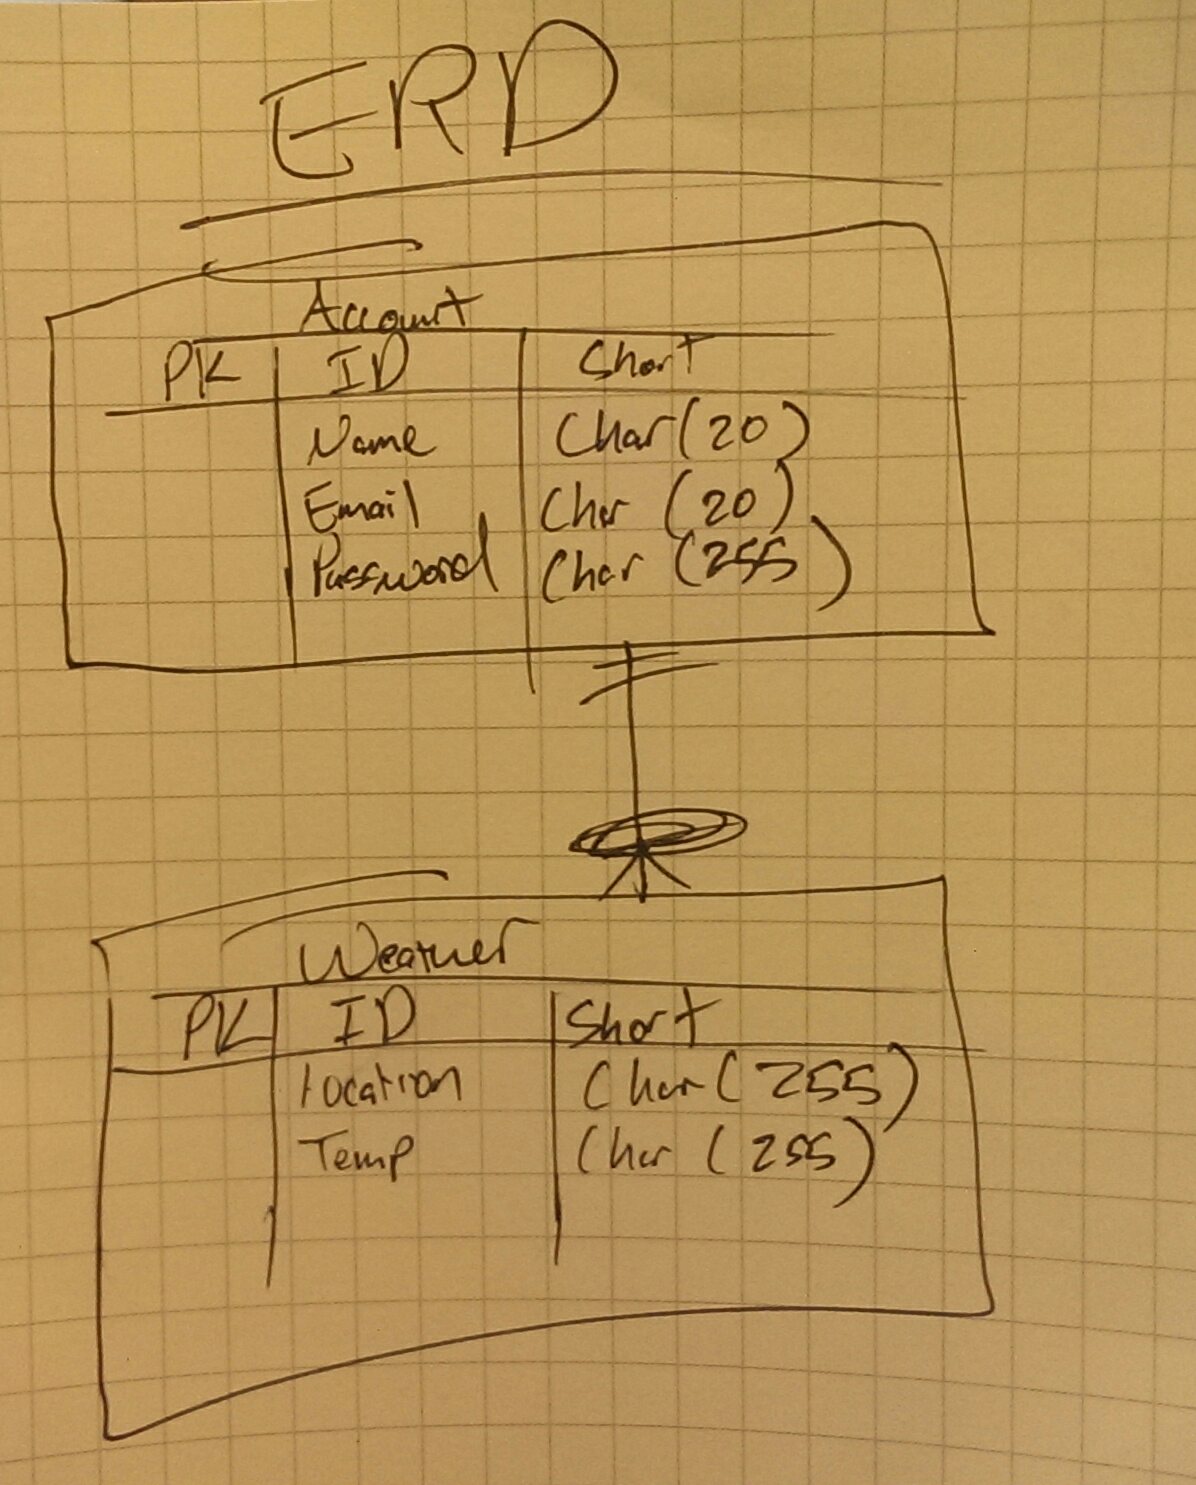 ERD
Account
PK ID Short
Name Char(20)
Email Char (20)
Password Char (255)
Weather
PK ID Short
Location Char(255)
Temp Char (255)